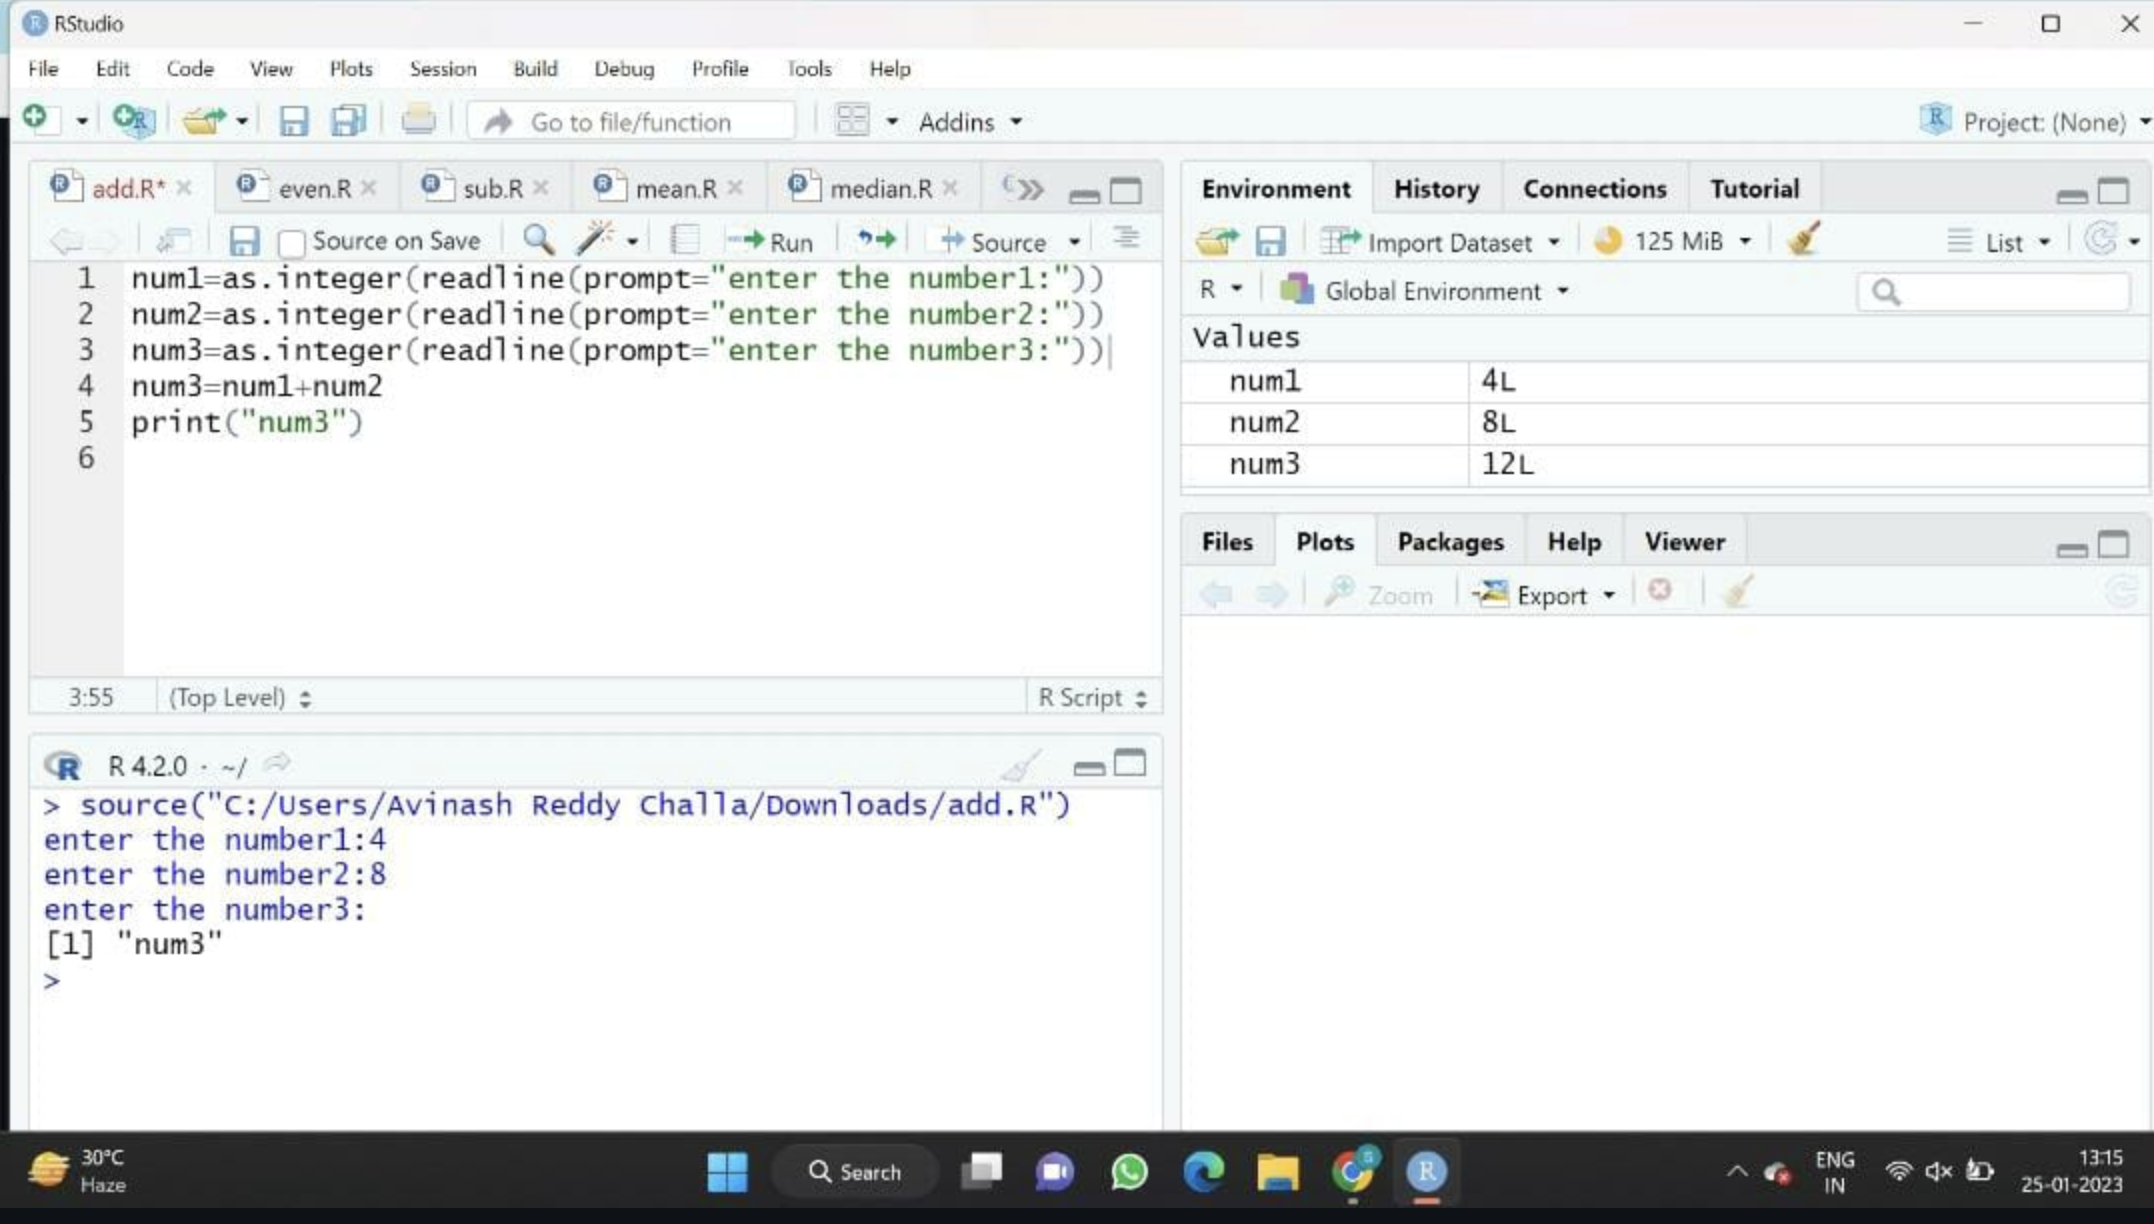 RStudio
File Edit Code View Plots Session Build Debug Profile Tools Help
Go to file/function Addins Project: (None)
add.R* even.R sub.R mean.R median.R
Source on Save Run Source
1 num1=as.integer(readline(prompt="enter the number1:"))
2 num2=as.integer(readline(prompt="enter the number2:"))
3 num3=as.integer(readline(prompt="enter the number3:"))
4 num3=num1+num2
5 print("num3")
6
3:55 (Top Level) R Script
R 4.2.0 · ~/
> source("C:/Users/Avinash Reddy Challa/Downloads/add.R")
enter the number1:4
enter the number2:8
enter the number3:
[1] "num3"
>
Environment History Connections Tutorial
Import Dataset 125 MiB List
R Global Environment
Values
num1 4L
num2 8L
num3 12L
Files Plots Packages Help Viewer
Zoom Export
30°C
Haze
Search
ENG
IN
13:15
25-01-2023